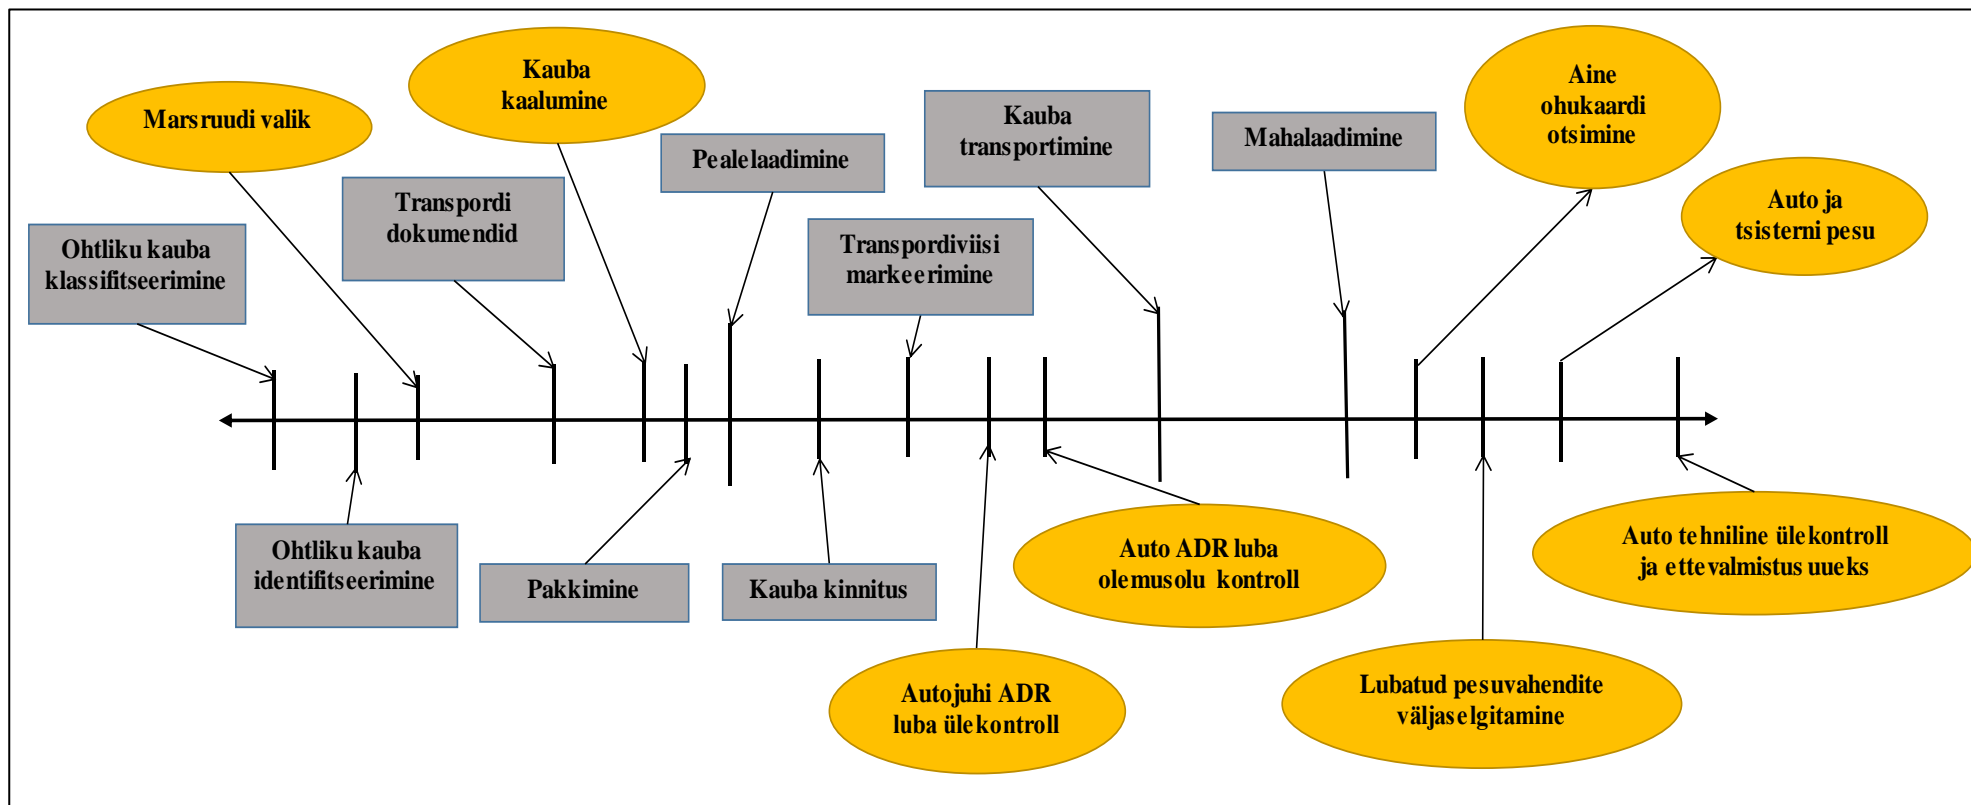 Kauba
kaalumine
Aine
ohukaardi
otsimine
Marsruudi valik
Kauba
transportimine
Mahalaadimine
Pealelaadimine
Transpordi
dokumendid
Auto ja
tsisterni pesu
Ohtliku kauba
klassifitseerimine
Transpordiviisi
markeerimine
Ohtliku kauba
identifitseerimine
Pakkimine
Kauba kinnitus
Auto ADR luba
olemusolu kontroll
Auto tehniline ülekontroll
ja ettevalmistus uueks
Autojuhi ADR
luba ülekontroll
Lubatud pesuvahendite
väljaselgitamine